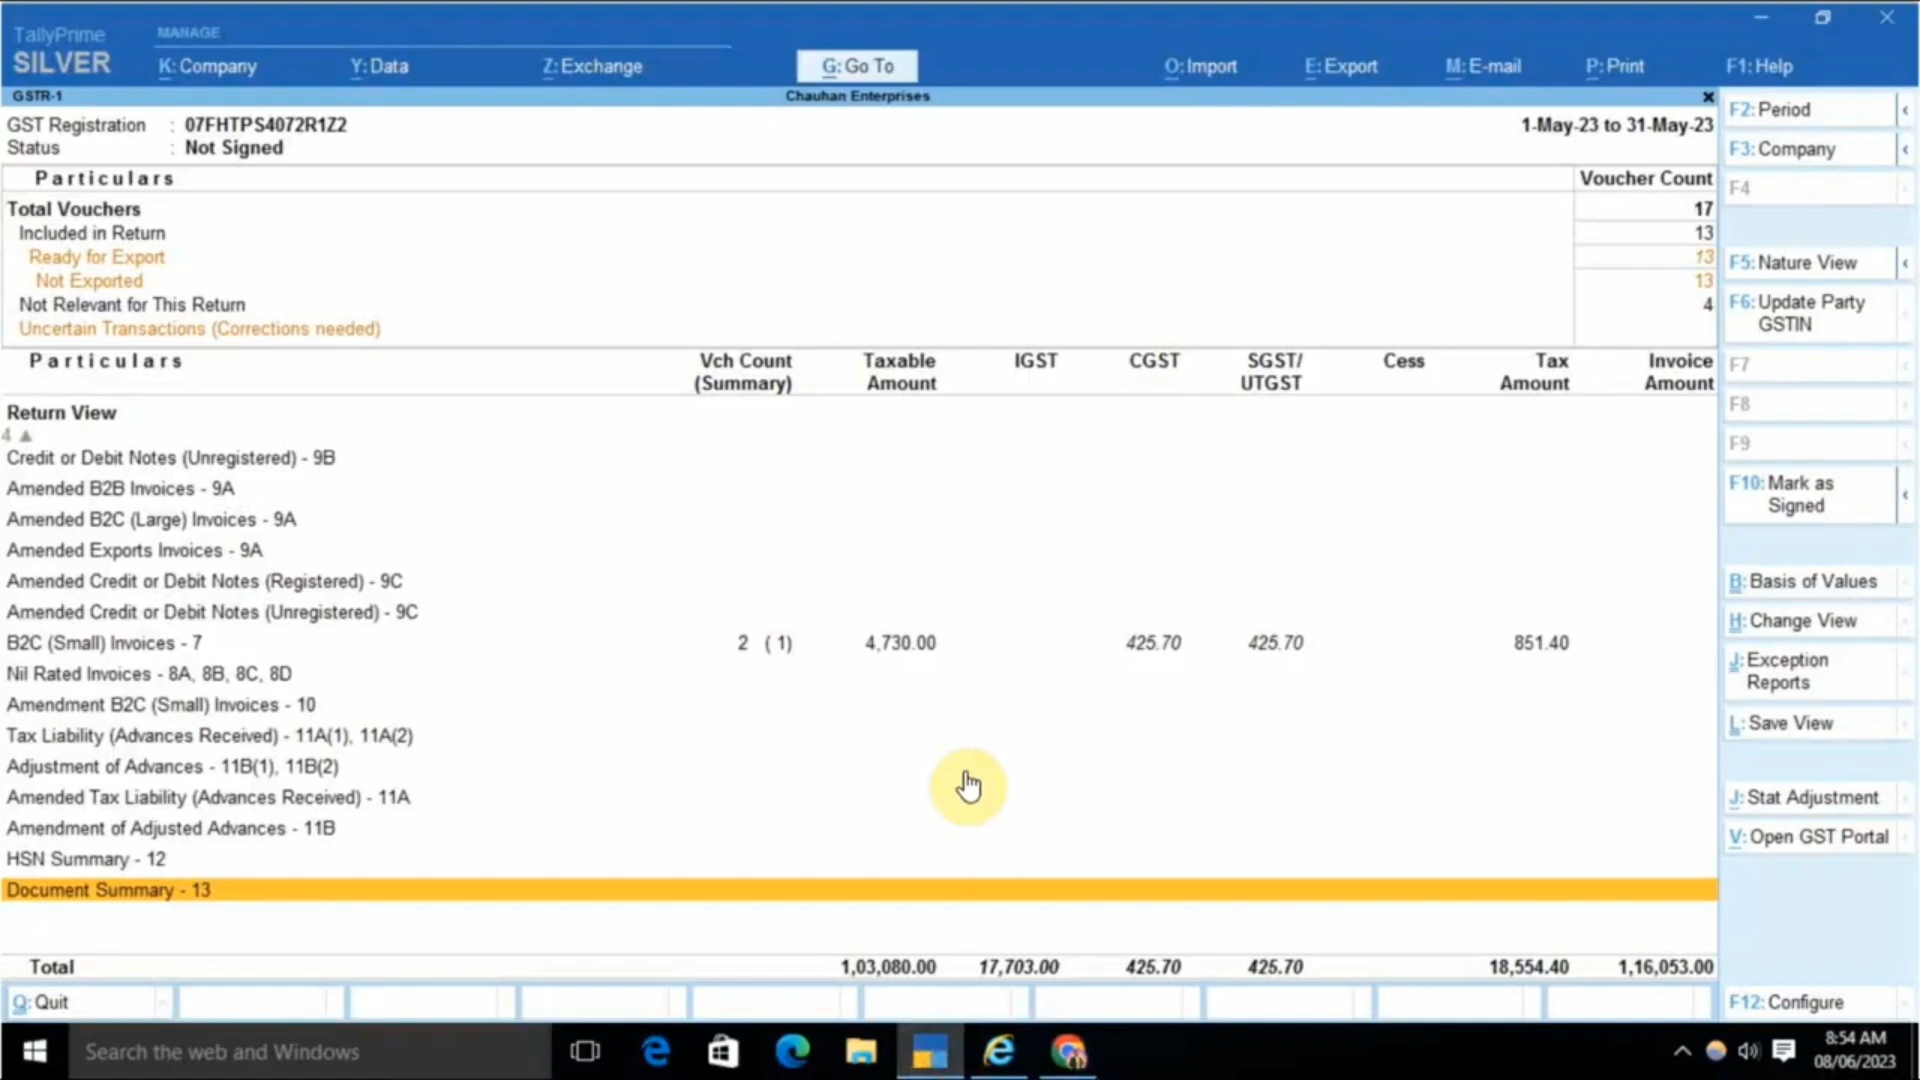 TallyPrime
SILVER
MANAGE
K: Company
Y: Data
Z: Exchange
G: Go To
O: Import
E: Export
M: E-mail
P: Print
F1: Help
GSTR-1
Chauhan Enterprises
GST Registration : 07FHTPS4072R1Z2
1-May-23 to 31-May-23
Status : Not Signed
Particulars Voucher Count
Total Vouchers 17
Included in Return 13
Ready for Export 13
Not Exported 13
Not Relevant for This Return 4
Uncertain Transactions (Corrections needed)
Particulars Vch Count Taxable IGST CGST SGST/ Cess Tax Invoice
(Summary) Amount UTGST Amount Amount
Return View
4 ▲
Credit or Debit Notes (Unregistered) - 9B
Amended B2B Invoices - 9A
Amended B2C (Large) Invoices - 9A
Amended Exports Invoices - 9A
Amended Credit or Debit Notes (Registered) - 9C
Amended Credit or Debit Notes (Unregistered) - 9C
B2C (Small) Invoices - 7 2 ( 1) 4,730.00 425.70 425.70 851.40
Nil Rated Invoices - 8A, 8B, 8C, 8D
Amendment B2C (Small) Invoices - 10
Tax Liability (Advances Received) - 11A(1), 11A(2)
Adjustment of Advances - 11B(1), 11B(2)
Amended Tax Liability (Advances Received) - 11A
Amendment of Adjusted Advances - 11B
HSN Summary - 12
Document Summary - 13
Total 1,03,080.00 17,703.00 425.70 425.70 18,554.40 1,16,053.00
Q: Quit
F2: Period
F3: Company
F4
F5: Nature View
F6: Update Party
GSTIN
F7
F8
F9
F10: Mark as
Signed
B: Basis of Values
H: Change View
J: Exception
Reports
L: Save View
J: Stat Adjustment
V: Open GST Portal
F12: Configure
Search the web and Windows
8:54 AM
08/06/2023